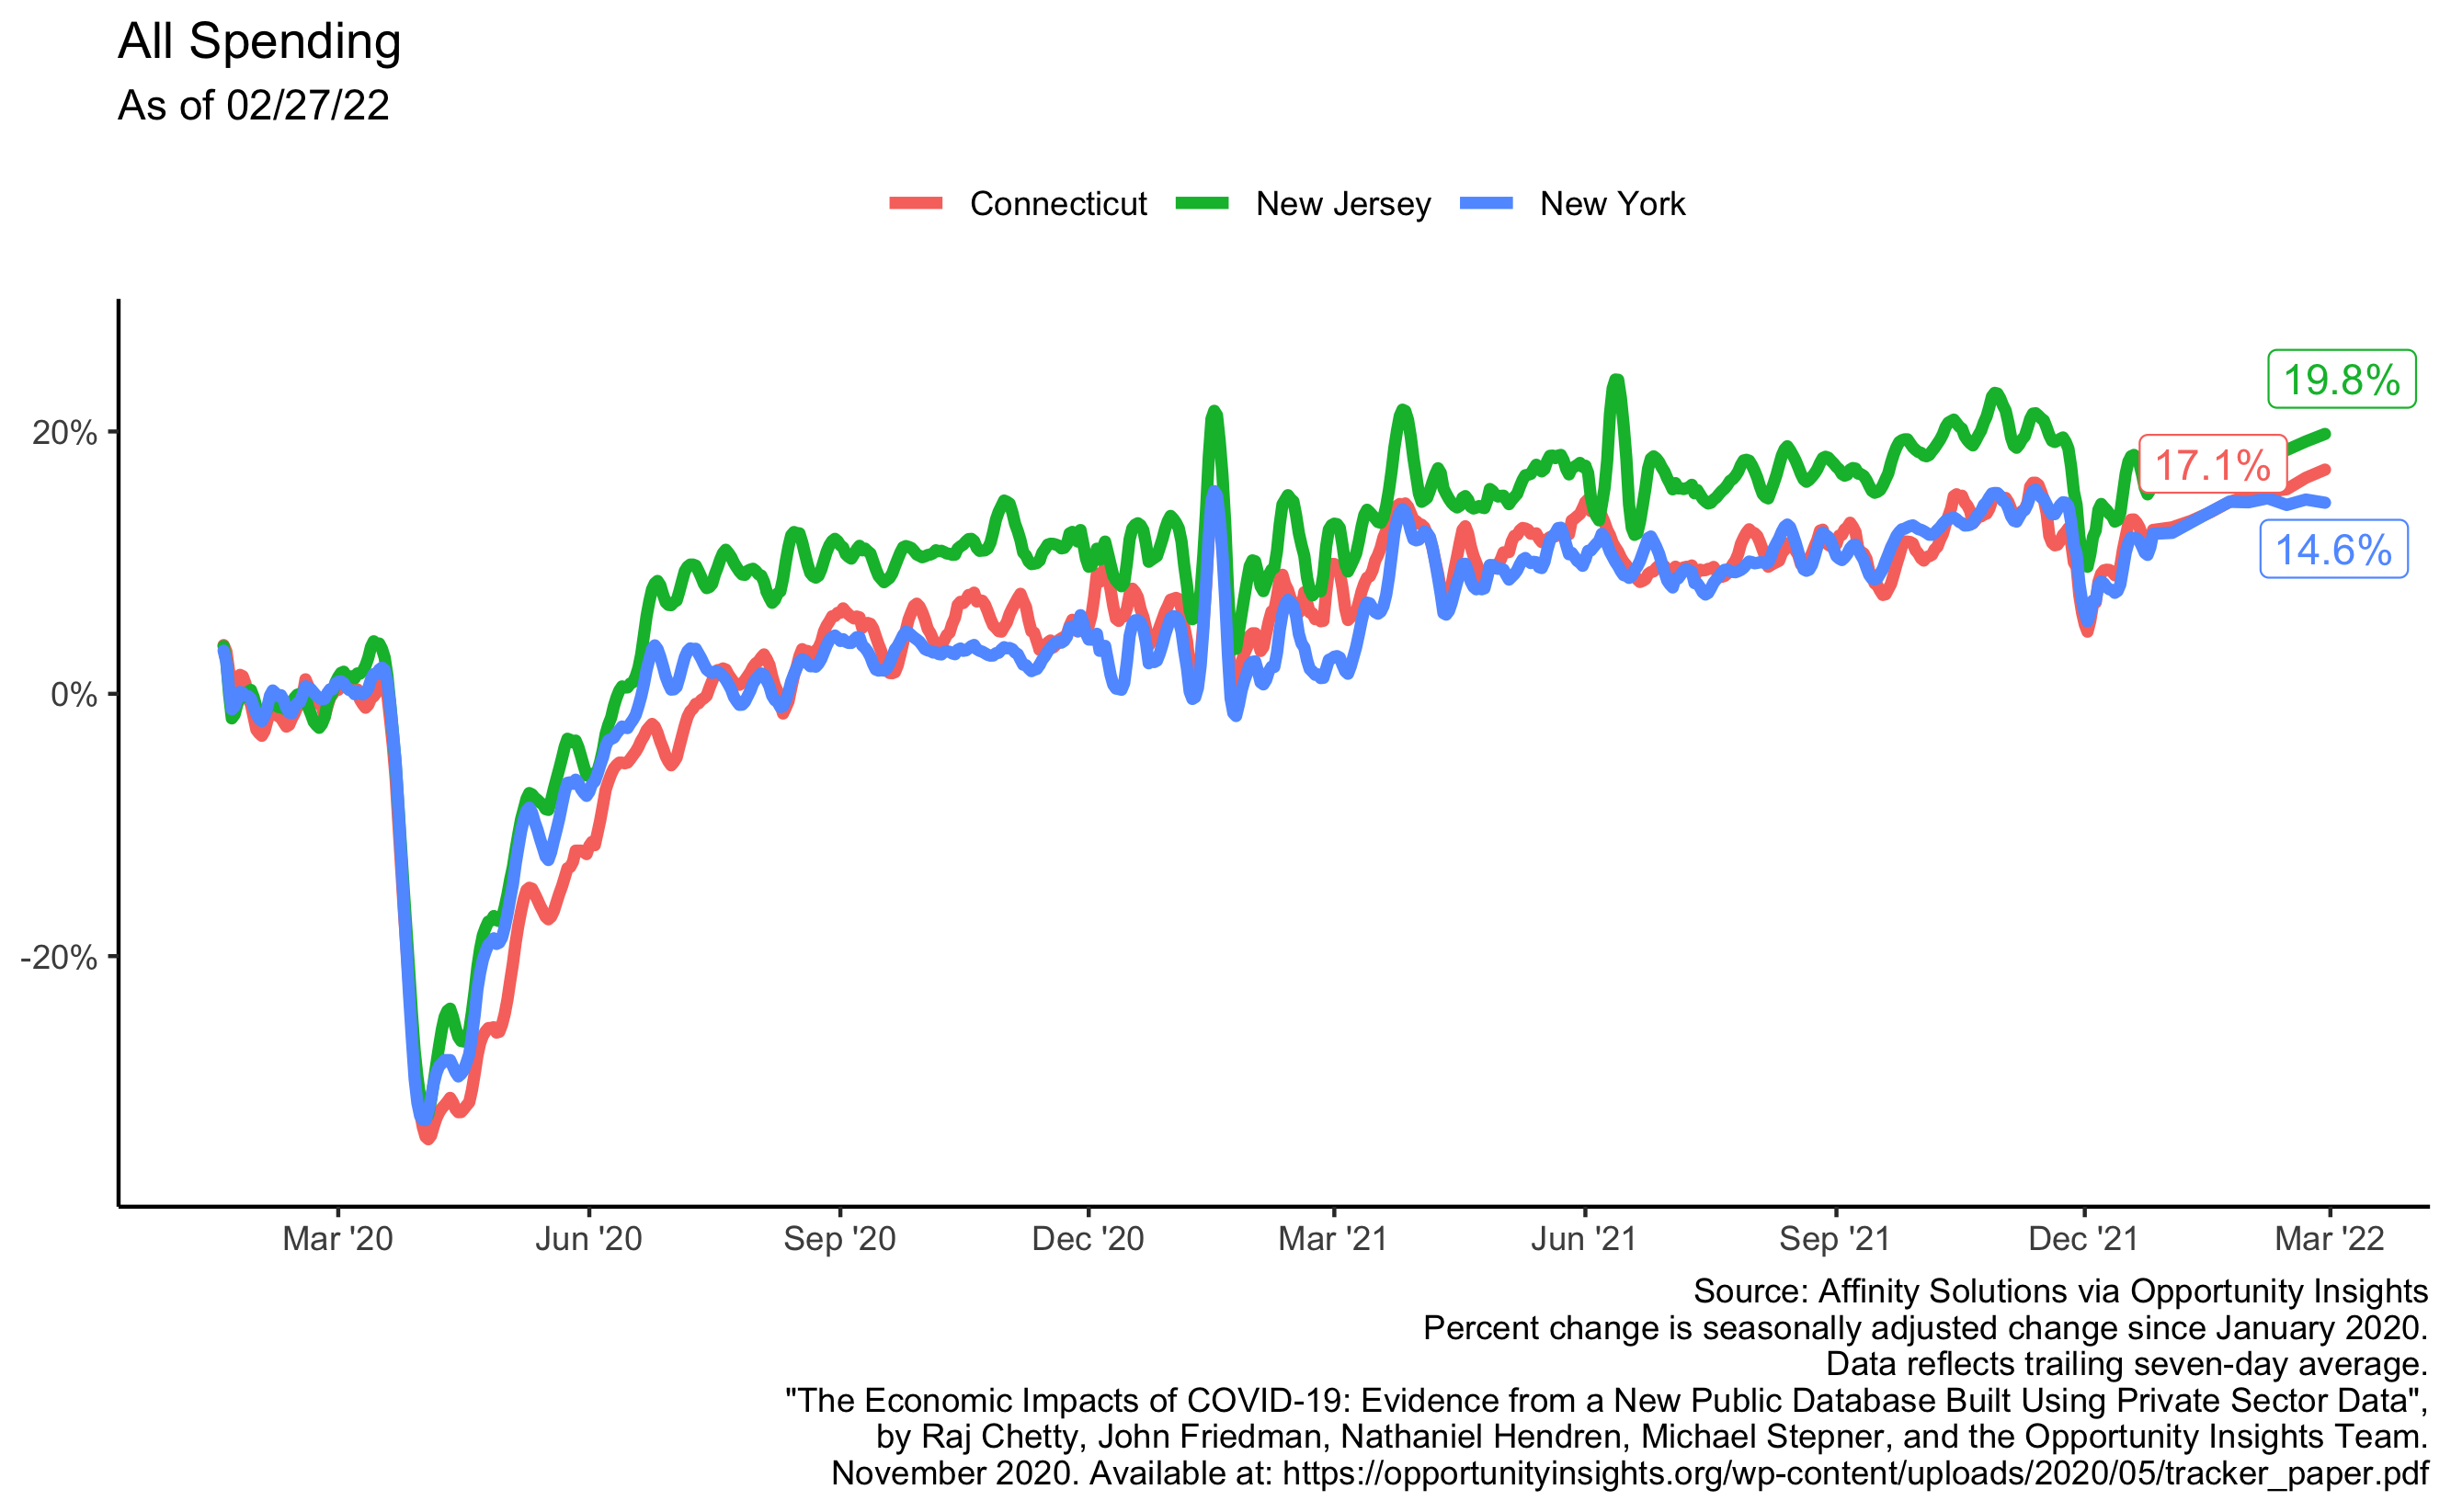 All Spending
As of 02/27/22
Connecticut New Jersey New York
20%
0%
-20%
19.8%
17.1%
14.6%
Mar '20 Jun '20 Sep '20 Dec '20 Mar '21 Jun '21 Sep '21 Dec '21 Mar '22
Source: Affinity Solutions via Opportunity Insights
Percent change is seasonally adjusted change since January 2020.
Data reflects trailing seven-day average.
"The Economic Impacts of COVID-19: Evidence from a New Public Database Built Using Private Sector Data",
by Raj Chetty, John Friedman, Nathaniel Hendren, Michael Stepner, and the Opportunity Insights Team.
November 2020. Available at: https://opportunityinsights.org/wp-content/uploads/2020/05/tracker_paper.pdf